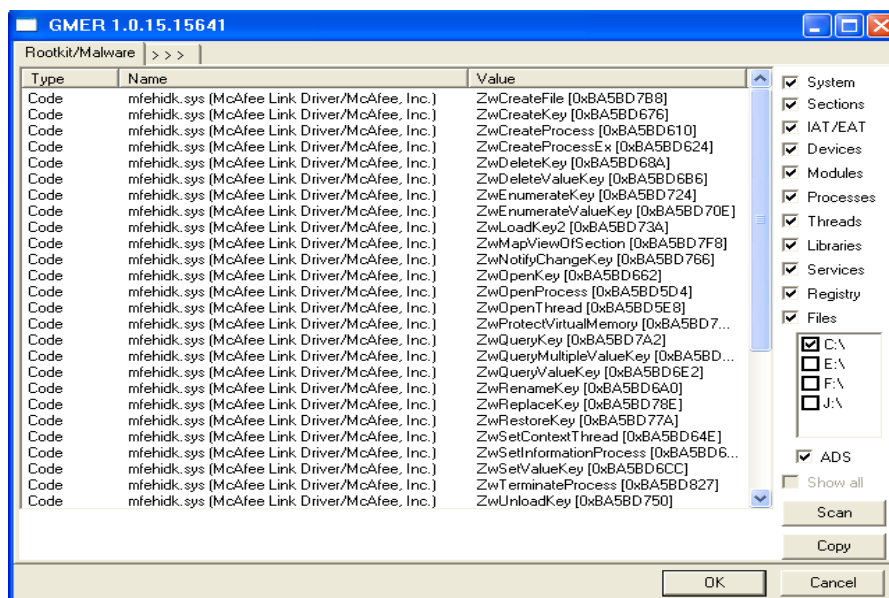 GMER 1.0.15.15641
Rootkit/Malware > > >
Type Name Value
Code mfehidk.sys (McAfee Link Driver/McAfee, Inc.) ZwCreateFile [0xBA5BD7B8]
Code mfehidk.sys (McAfee Link Driver/McAfee, Inc.) ZwCreateKey [0xBA5BD676]
Code mfehidk.sys (McAfee Link Driver/McAfee, Inc.) ZwCreateProcess [0xBA5BD610]
Code mfehidk.sys (McAfee Link Driver/McAfee, Inc.) ZwCreateProcessEx [0xBA5BD624]
Code mfehidk.sys (McAfee Link Driver/McAfee, Inc.) ZwDeleteKey [0xBA5BD68A]
Code mfehidk.sys (McAfee Link Driver/McAfee, Inc.) ZwDeleteValueKey [0xBA5BD6B6]
Code mfehidk.sys (McAfee Link Driver/McAfee, Inc.) ZwEnumerateKey [0xBA5BD724]
Code mfehidk.sys (McAfee Link Driver/McAfee, Inc.) ZwEnumerateValueKey [0xBA5BD70E]
Code mfehidk.sys (McAfee Link Driver/McAfee, Inc.) ZwLoadKey2 [0xBA5BD73A]
Code mfehidk.sys (McAfee Link Driver/McAfee, Inc.) ZwMapViewOfSection [0xBA5BD7F8]
Code mfehidk.sys (McAfee Link Driver/McAfee, Inc.) ZwNotifyChangeKey [0xBA5BD766]
Code mfehidk.sys (McAfee Link Driver/McAfee, Inc.) ZwOpenKey [0xBA5BD662]
Code mfehidk.sys (McAfee Link Driver/McAfee, Inc.) ZwOpenProcess [0xBA5BD5D4]
Code mfehidk.sys (McAfee Link Driver/McAfee, Inc.) ZwOpenThread [0xBA5BD5E8]
Code mfehidk.sys (McAfee Link Driver/McAfee, Inc.) ZwProtectVirtualMemory [0xBA5BD7...
Code mfehidk.sys (McAfee Link Driver/McAfee, Inc.) ZwQueryKey [0xBA5BD7A2]
Code mfehidk.sys (McAfee Link Driver/McAfee, Inc.) ZwQueryMultipleValueKey [0xBA5BD...
Code mfehidk.sys (McAfee Link Driver/McAfee, Inc.) ZwQueryValueKey [0xBA5BD6E2]
Code mfehidk.sys (McAfee Link Driver/McAfee, Inc.) ZwRenameKey [0xBA5BD6A0]
Code mfehidk.sys (McAfee Link Driver/McAfee, Inc.) ZwReplaceKey [0xBA5BD78E]
Code mfehidk.sys (McAfee Link Driver/McAfee, Inc.) ZwRestoreKey [0xBA5BD77A]
Code mfehidk.sys (McAfee Link Driver/McAfee, Inc.) ZwSetContextThread [0xBA5BD64E]
Code mfehidk.sys (McAfee Link Driver/McAfee, Inc.) ZwSetInformationProcess [0xBA5BD6...
Code mfehidk.sys (McAfee Link Driver/McAfee, Inc.) ZwSetValueKey [0xBA5BD6CC]
Code mfehidk.sys (McAfee Link Driver/McAfee, Inc.) ZwTerminateProcess [0xBA5BD827]
Code mfehidk.sys (McAfee Link Driver/McAfee, Inc.) ZwUnloadKey [0xBA5BD750]
System
Sections
IAT/EAT
Devices
Modules
Processes
Threads
Libraries
Services
Registry
Files
C:\
E:\
F:\
J:\
ADS
Show all
Scan
Copy
OK Cancel